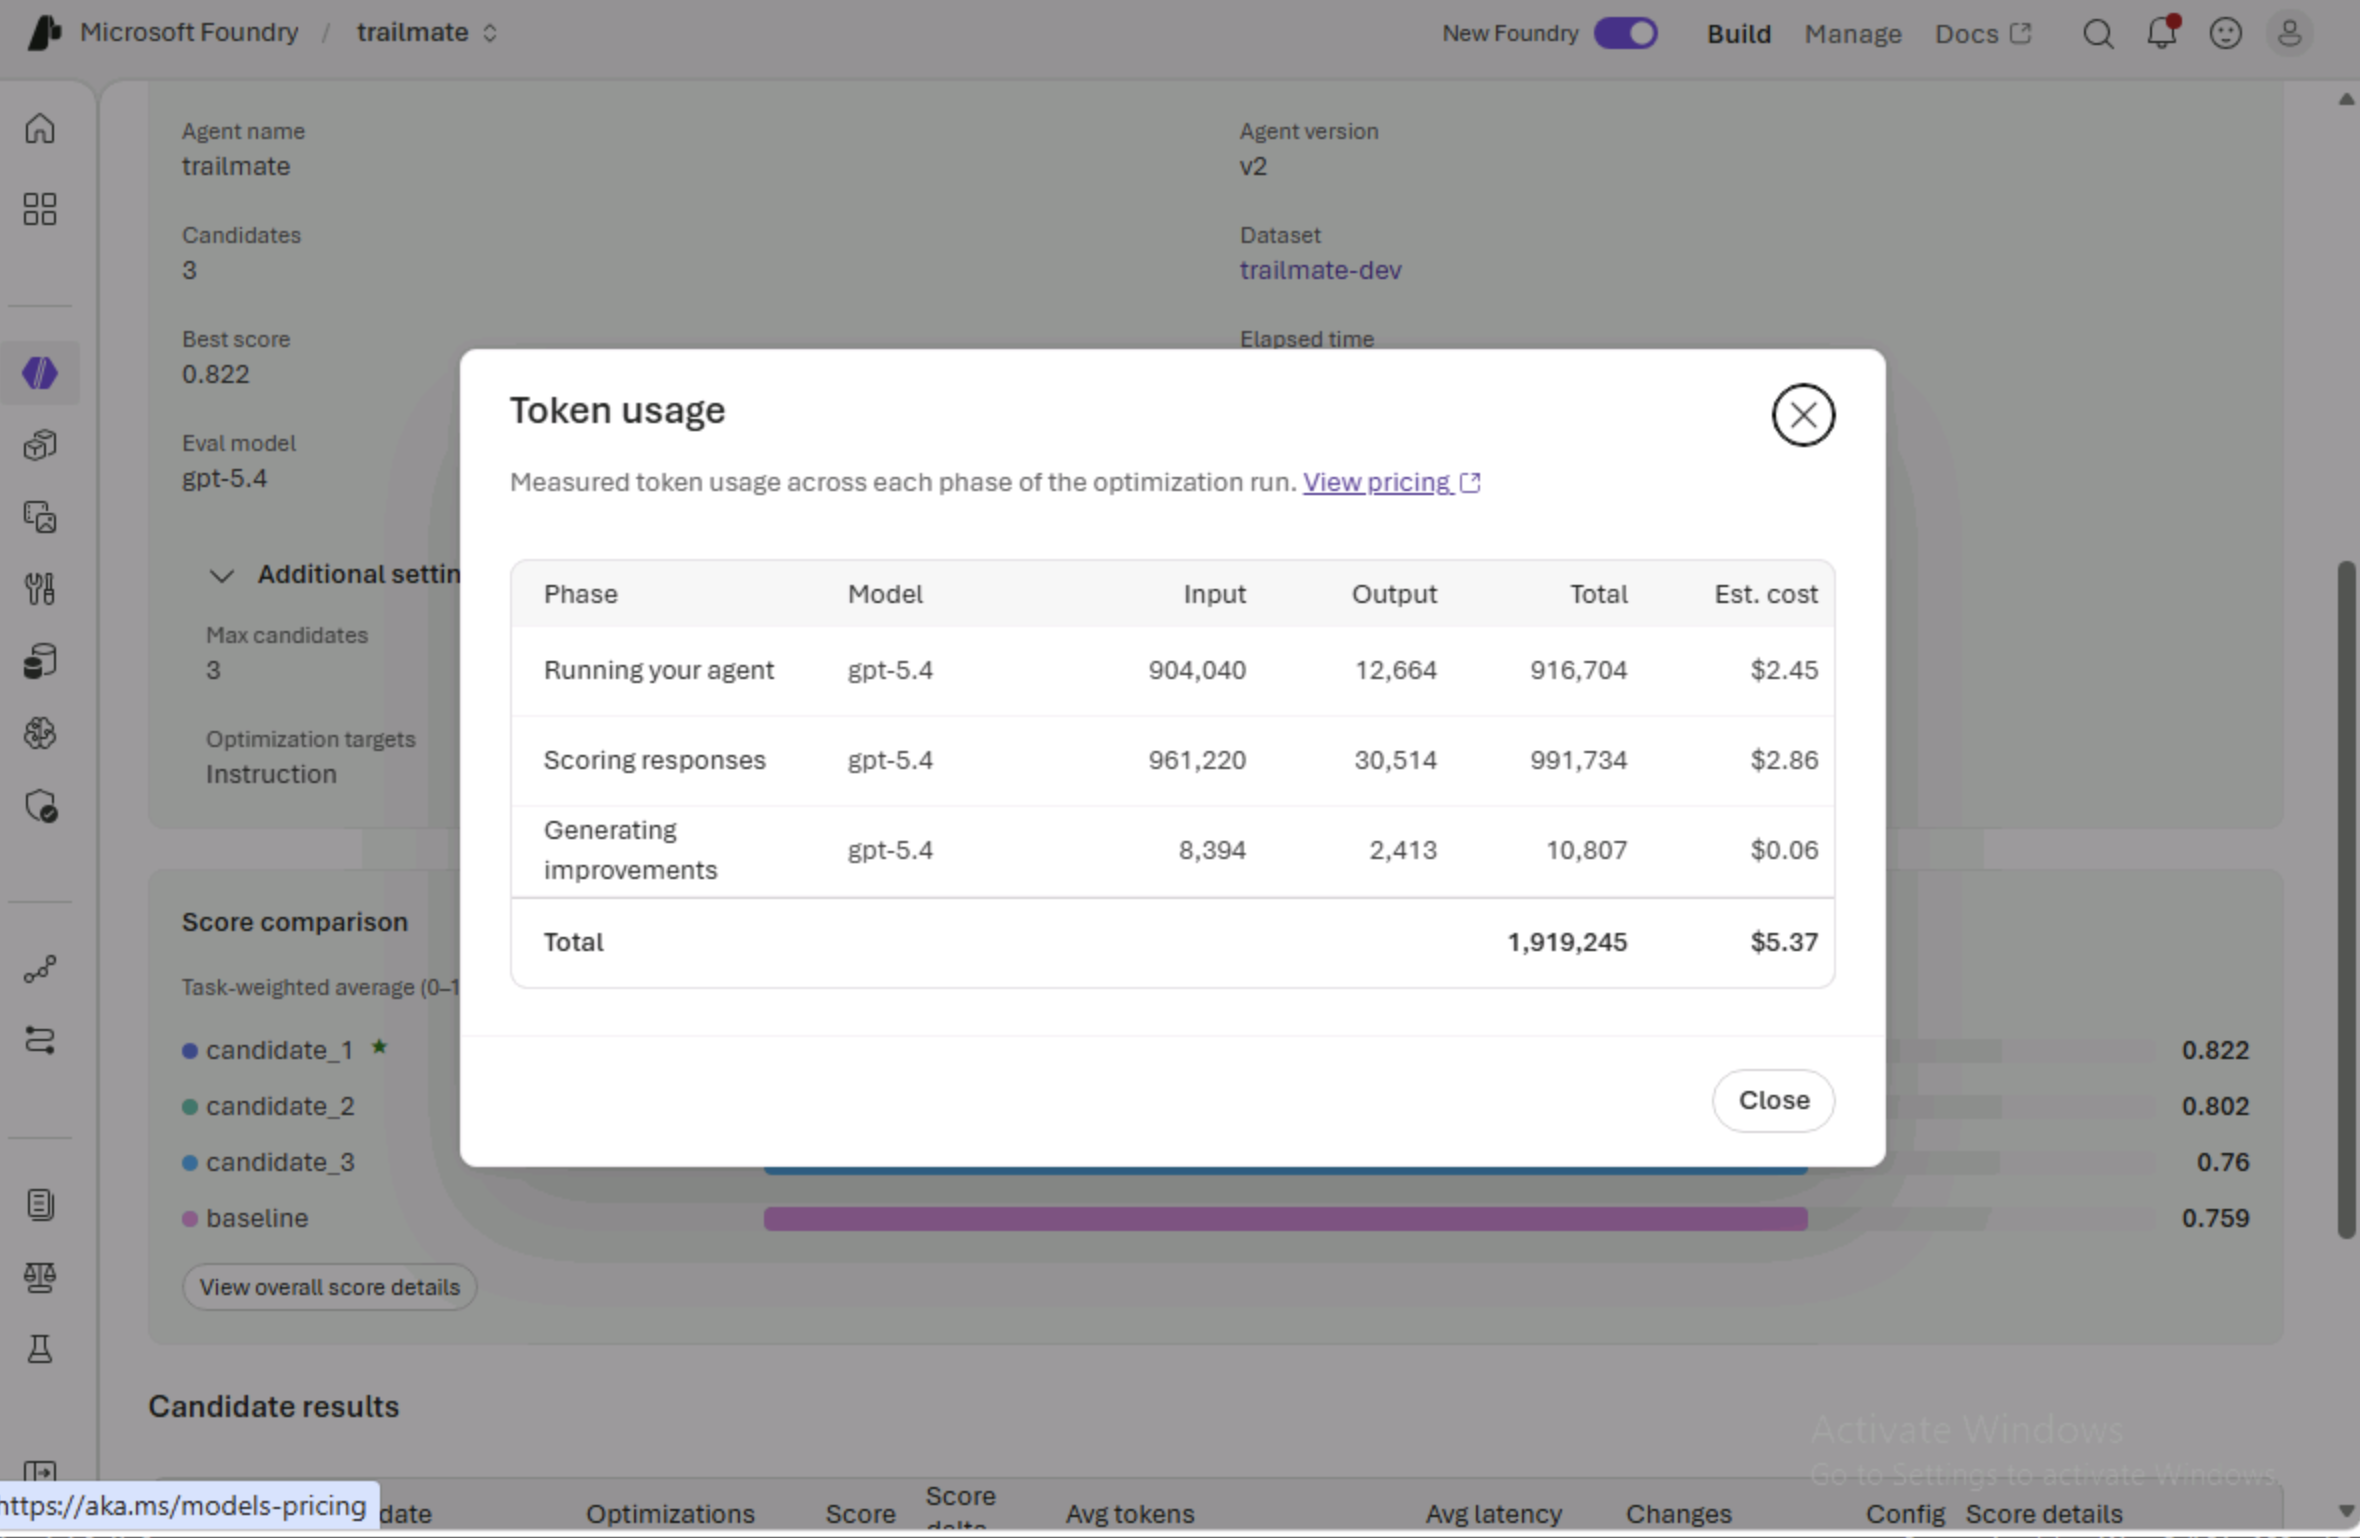 Microsoft Foundry / trailmate
New Foundry Build Manage Docs
Agent name
trailmate
Agent version
v2
Candidates
3
Dataset
trailmate-dev
Best score
0.822
Elapsed time
Eval model
gpt-5.4
Additional settin
Max candidates
3
Optimization targets
Instruction
Token usage
Measured token usage across each phase of the optimization run. View pricing
Phase Model Input Output Total Est. cost
Running your agent gpt-5.4 904,040 12,664 916,704 $2.45
Scoring responses gpt-5.4 961,220 30,514 991,734 $2.86
Generating improvements gpt-5.4 8,394 2,413 10,807 $0.06
Total 1,919,245 $5.37
Close
Score comparison
Task-weighted average (0–1
candidate_1 0.822
candidate_2 0.802
candidate_3 0.76
baseline 0.759
View overall score details
Candidate results
Activate Windows
Go to Settings to activate Windows.
date Optimizations Score Score delta Avg tokens Avg latency Changes Config Score details
https://aka.ms/models-pricing